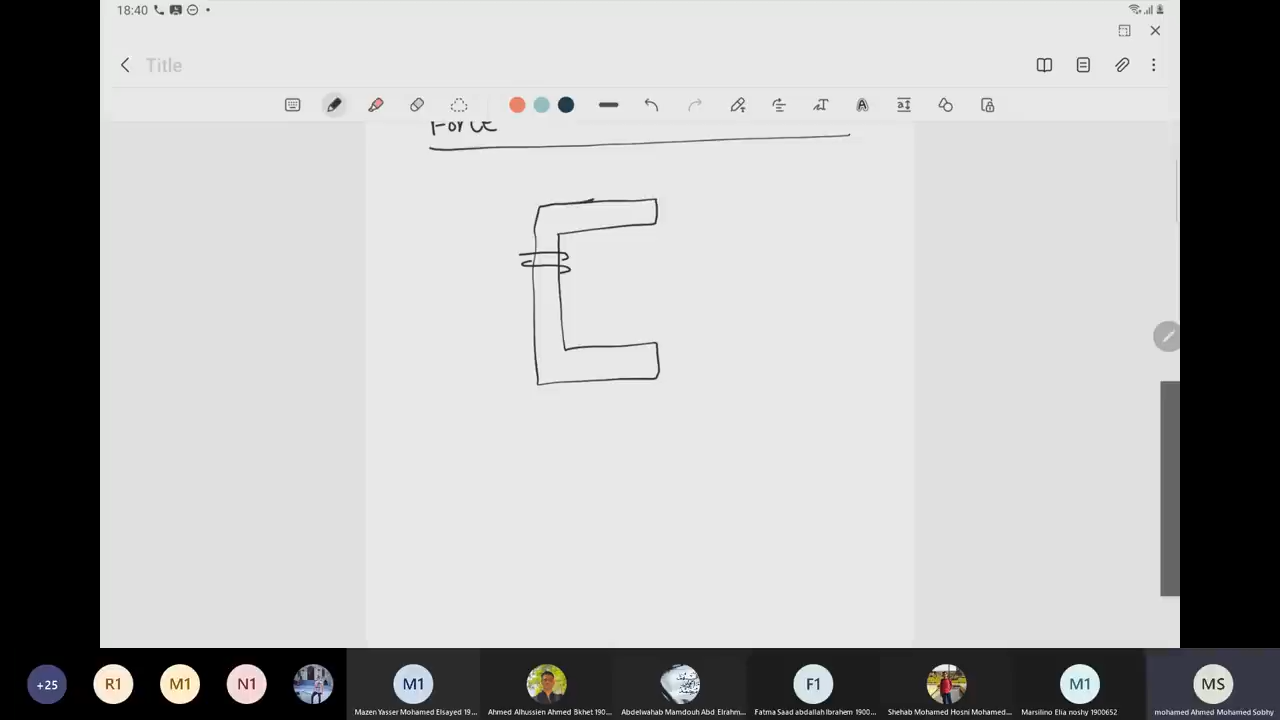 18:40
Title
Force
+25
R1
M1
N1
M1
F1
M1
MS
Mazen Yasser Mohamed Elsayed 19...
Ahmed Alhussien Ahmed Bkhet 190...
Abdelwahab Mamdouh Abd Elrahm...
Fatma Saad abdallah Ibrahem 1900...
Shehab Mohamed Hosni Mohamed...
Marsilino Elia noshy 1900652
mohamed Ahmed Mohamed Sobhy